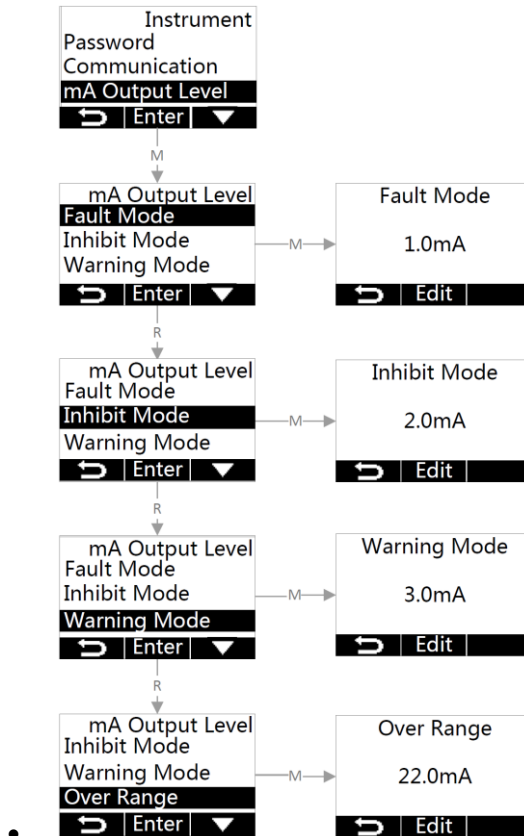 Instrument
Password
Communication
mA Output Level
Enter
M
mA Output Level
Fault Mode
Inhibit Mode
Warning Mode
Enter
M
Fault Mode
1.0mA
Edit
R
mA Output Level
Fault Mode
Inhibit Mode
Warning Mode
Enter
M
Inhibit Mode
2.0mA
Edit
R
mA Output Level
Fault Mode
Inhibit Mode
Warning Mode
Enter
M
Warning Mode
3.0mA
Edit
R
mA Output Level
Inhibit Mode
Warning Mode
Over Range
Enter
M
Over Range
22.0mA
Edit